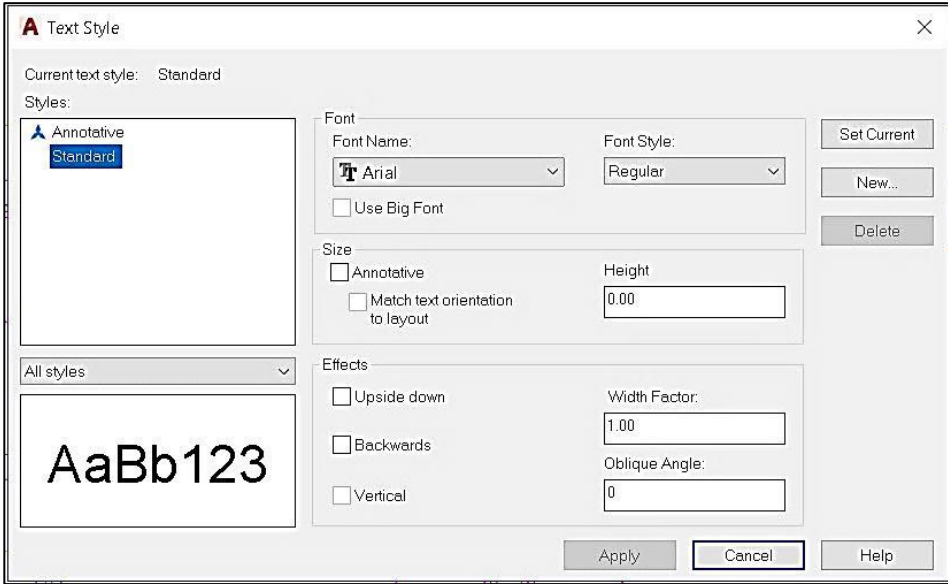 A Text Style
Current text style: Standard
Styles:
Annotative
Standard
All styles
AaBb123
Font
Font Name:
Font Style:
Arial
Regular
Use Big Font
Size
Annotative
Height
Match text orientation
to layout
0.00
Effects
Upside down
Width Factor:
1.00
Backwards
Oblique Angle:
0
Vertical
Set Current
New...
Delete
Apply
Cancel
Help